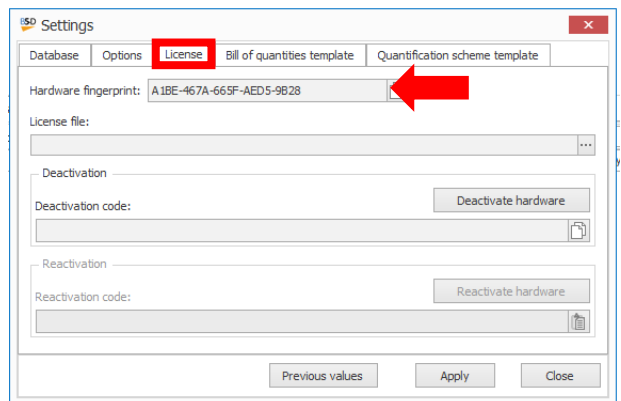 BSD Settings
Database Options License Bill of quantities template Quantification scheme template
Hardware fingerprint: A1BE-467A-665F-AED5-9B28
License file:
...
Deactivation
Deactivate hardware
Deactivation code:
Reactivation
Reactivate hardware
Reactivation code:
Previous values Apply Close